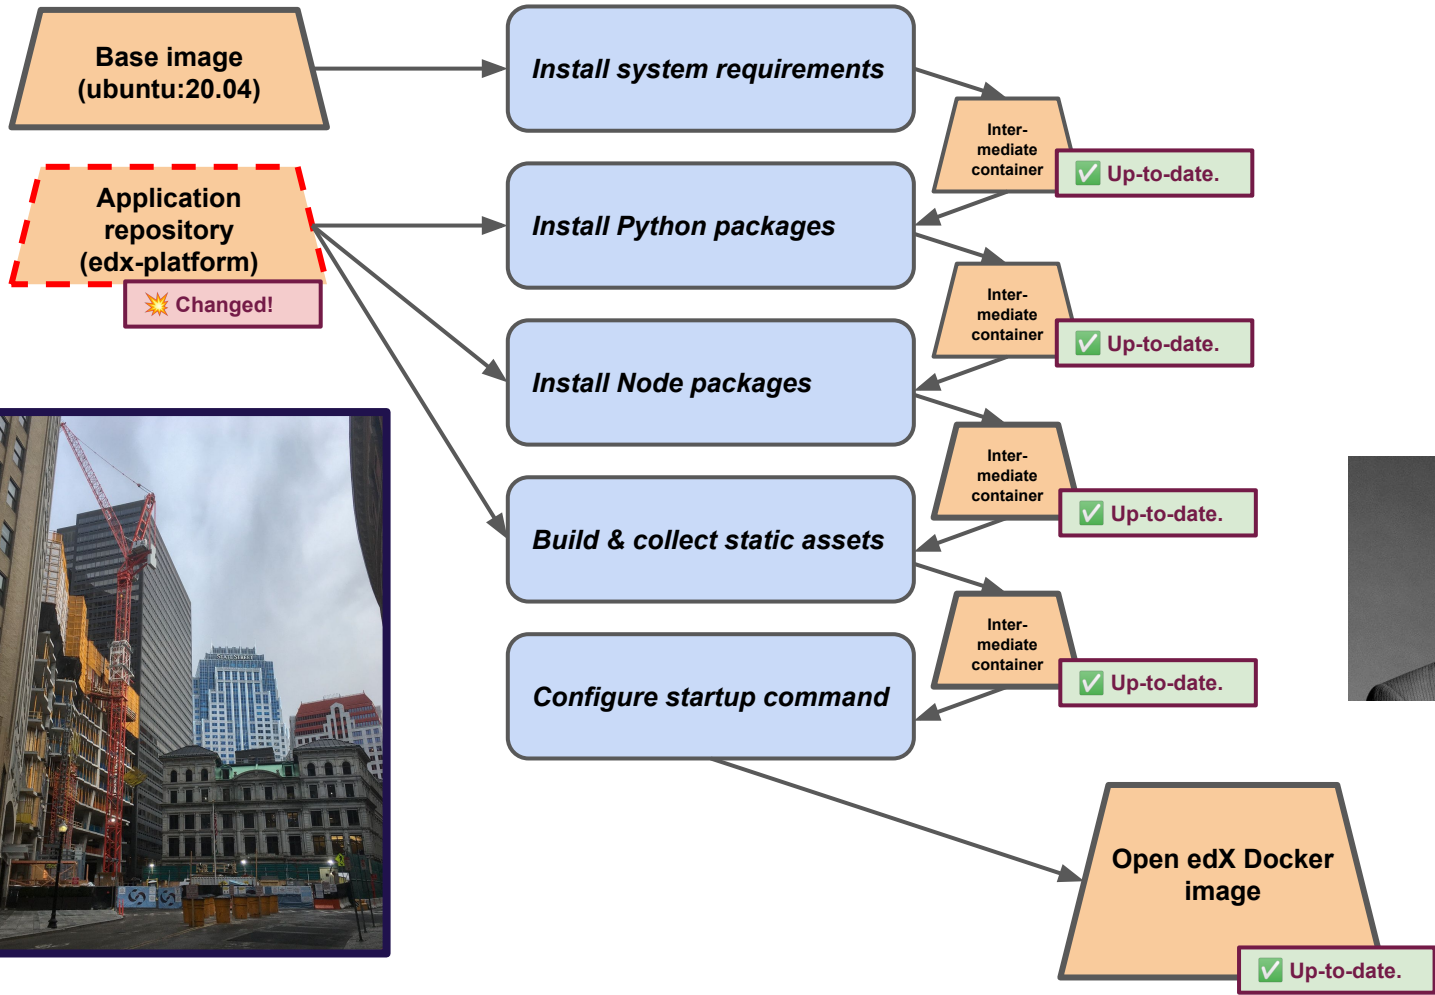 Base image
(ubuntu:20.04)
Install system requirements
Inter-
mediate
container
✅ Up-to-date.
Application
repository
(edx-platform)
💥 Changed!
Install Python packages
Inter-
mediate
container
✅ Up-to-date.
Install Node packages
Inter-
mediate
container
✅ Up-to-date.
Build & collect static assets
Inter-
mediate
container
✅ Up-to-date.
Configure startup command
Open edX Docker
image
✅ Up-to-date.